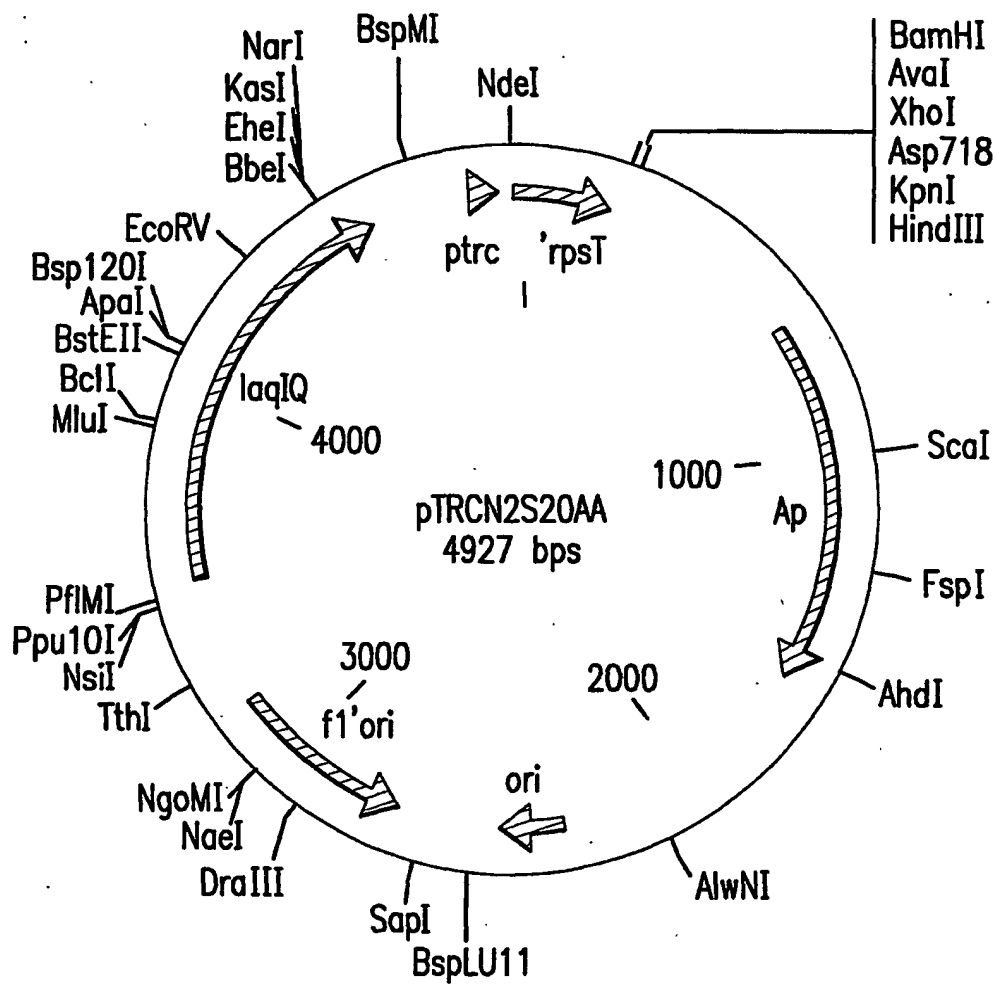 BspMI
NdeI
BamHI
AvaI
XhoI
Asp718
KpnI
HindIII
NarI
KasI
EheI
BbeI
EcoRV
Bsp120I
ApaI
BstEII
BclI
MluI
ptrc
'rpsT
laqIQ
4000
1000
pTRCN2S20AA
4927 bps
Ap
ScaI
FspI
AhdI
PflMI
Ppu10I
NsiI
TthI
3000
f1'ori
2000
ori
NgoMI
NaeI
DraIII
SapI
BspLU11
AlwNI